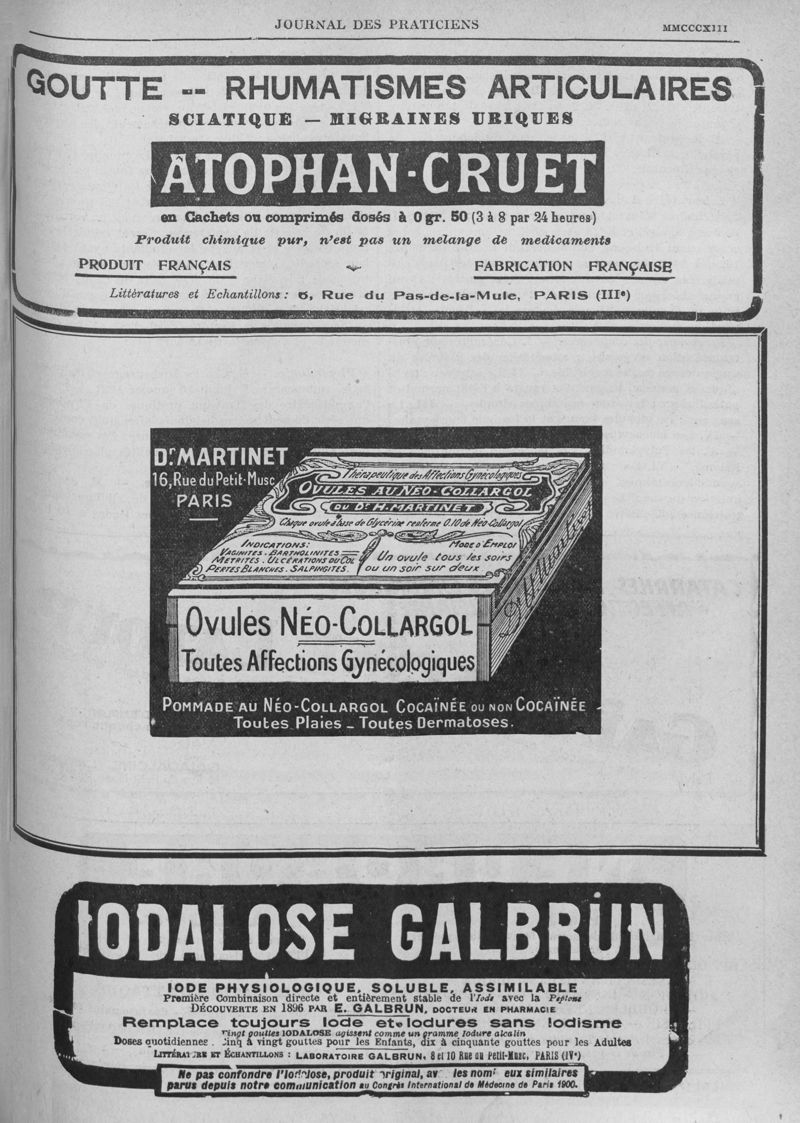 JOURNAL DES PRATICIENS
MMCCCXIII
GOUTTE -- RHUMATISMES ARTICULAIRES
SCIATIQUE — MIGRAINES URIQUES
ATOPHAN-CRUET
en Cachets ou comprimés dosés à 0 gr. 50 (3 à 8 par 24 heures)
Produit chimique pur, n'est pas un melange de medicaments
PRODUIT FRANÇAIS
FABRICATION FRANÇAISE
Littératures et Echantillons : 6, Rue du Pas-de-la-Mule, PARIS (IIIe)
Dr. MARTINET
16, Rue du Petit-Musc
PARIS
Thérapeutique des Affections Gynécologiques
OVULES AU NÉO-COLLARGOL
DU Dr H. MARTINET
Chaque ovule à base de Glycérine renferme 0.10 de Néo Collargol
INDICATIONS:
VAGINITES. BARTHOLINITES
MÉTRITES. ULCÉRATIONS DU COL
PERTES BLANCHES. SALPINGITES.
MODE D'EMPLOI
Un ovule tous les soirs
ou un soir sur deux
H. Martinet
Ovules NÉO-COLLARGOL
Toutes Affections Gynécologiques
POMMADE AU NÉO-COLLARGOL COCAÏNÉE OU NON COCAÏNÉE
Toutes Plaies - Toutes Dermatoses.
IODALOSE GALBRUN
IODE PHYSIOLOGIQUE, SOLUBLE, ASSIMILABLE
Première Combinaison directe et entièrement stable de l'Iode avec la Peptone
DÉCOUVERTE EN 1896 PAR E. GALBRUN, DOCTEUR EN PHARMACIE
Remplace toujours Iode et Iodures sans Iodisme
Vingt gouttes IODALOSE agissent comme un gramme Iodure alcalin
Doses quotidiennes : Cinq à vingt gouttes pour les Enfants, dix à cinquante gouttes pour les Adultes
LITTÉRATURE ET ÉCHANTILLONS : LABORATOIRE GALBRUN, 8 et 10 Rue du Petit-Musc, PARIS (IVe)
Ne pas confondre l'Iodalose, produit original, avec les nombreux similaires
parus depuis notre communication au Congrès International de Médecine de Paris 1900.